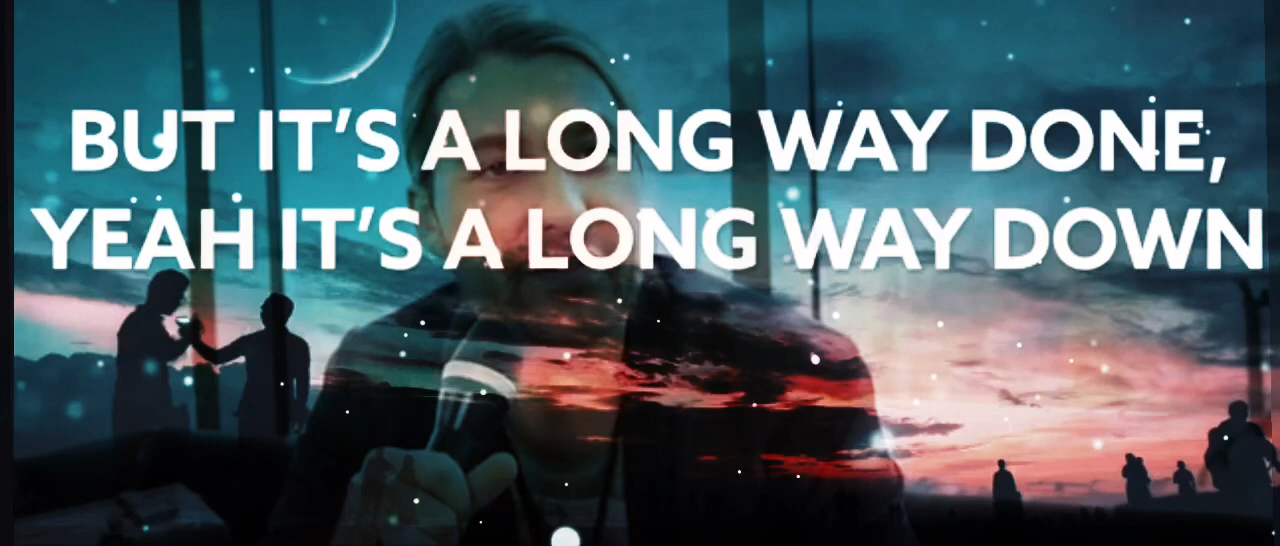 BUT IT'S A LONG WAY DONE,
YEAH IT'S A LONG WAY DOWN